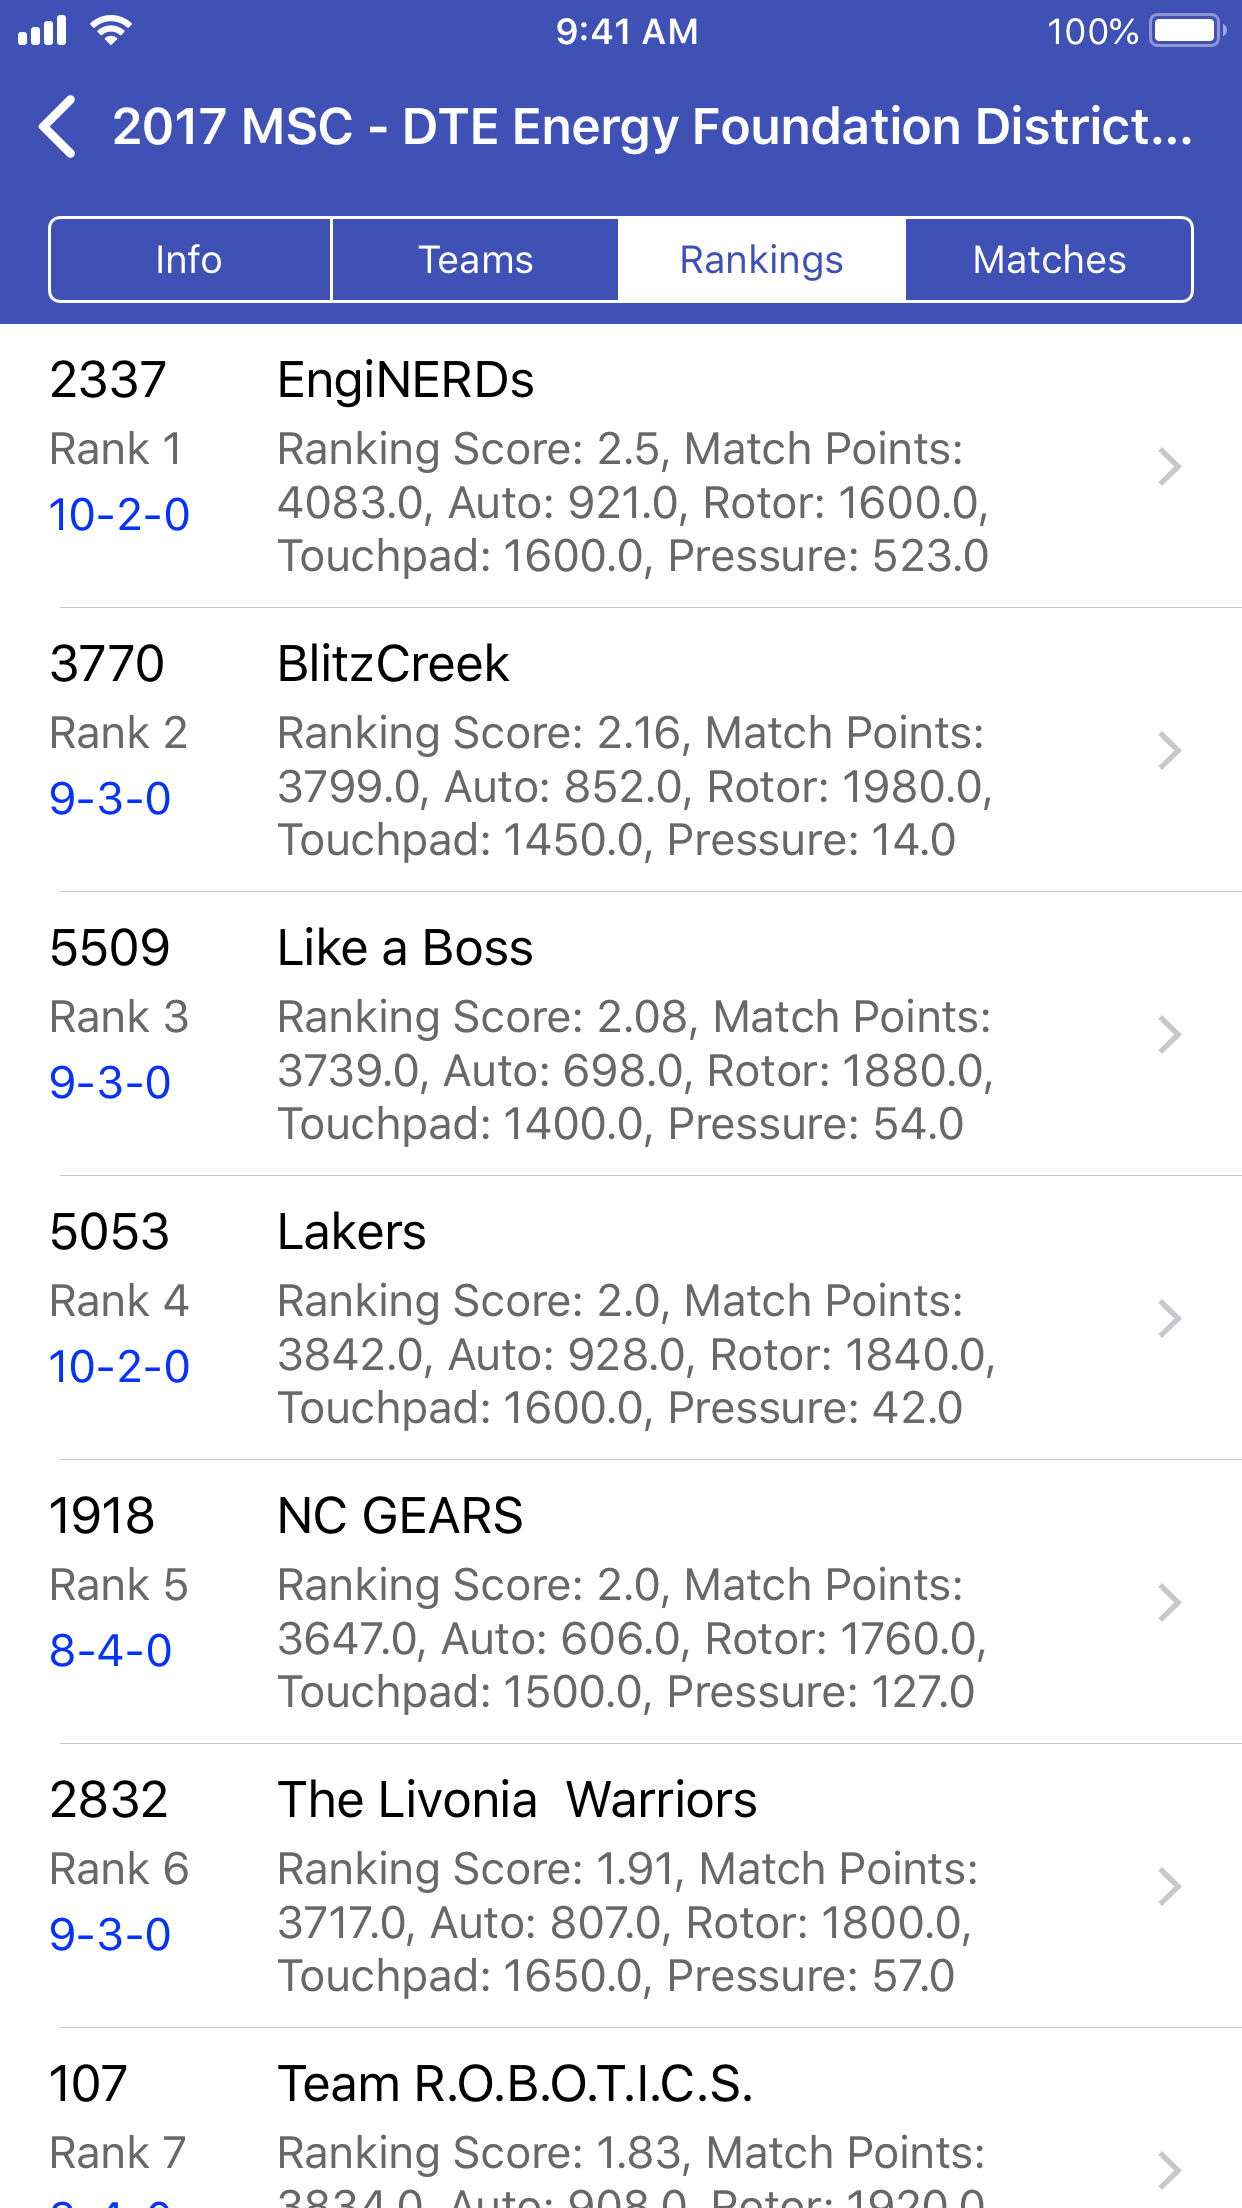 9:41 AM 100%
2017 MSC - DTE Energy Foundation District...
Info Teams Rankings Matches
2337 EngiNERDs
Rank 1 Ranking Score: 2.5, Match Points:
10-2-0 4083.0, Auto: 921.0, Rotor: 1600.0,
Touchpad: 1600.0, Pressure: 523.0
3770 BlitzCreek
Rank 2 Ranking Score: 2.16, Match Points:
9-3-0 3799.0, Auto: 852.0, Rotor: 1980.0,
Touchpad: 1450.0, Pressure: 14.0
5509 Like a Boss
Rank 3 Ranking Score: 2.08, Match Points:
9-3-0 3739.0, Auto: 698.0, Rotor: 1880.0,
Touchpad: 1400.0, Pressure: 54.0
5053 Lakers
Rank 4 Ranking Score: 2.0, Match Points:
10-2-0 3842.0, Auto: 928.0, Rotor: 1840.0,
Touchpad: 1600.0, Pressure: 42.0
1918 NC GEARS
Rank 5 Ranking Score: 2.0, Match Points:
8-4-0 3647.0, Auto: 606.0, Rotor: 1760.0,
Touchpad: 1500.0, Pressure: 127.0
2832 The Livonia  Warriors
Rank 6 Ranking Score: 1.91, Match Points:
9-3-0 3717.0, Auto: 807.0, Rotor: 1800.0,
Touchpad: 1650.0, Pressure: 57.0
107 Team R.O.B.O.T.I.C.S.
Rank 7 Ranking Score: 1.83, Match Points:
3834.0, Auto: 908.0, Rotor: 1920.0